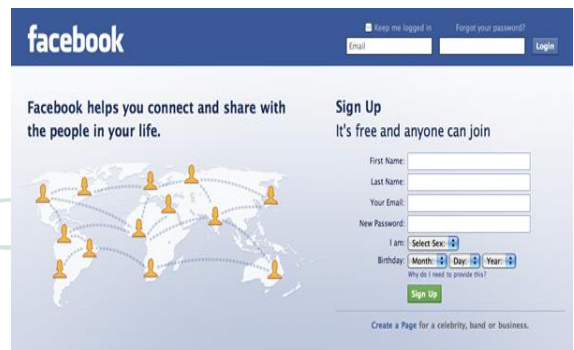 facebook
Keep me logged in
Forgot your password?
Email
Login
Facebook helps you connect and share with
the people in your life.
Sign Up
It's free and anyone can join
First Name:
Last Name:
Your Email:
New Password:
I am: Select Sex:
Birthday: Month: Day: Year:
Why do I need to provide this?
Sign Up
Create a Page for a celebrity, band or business.